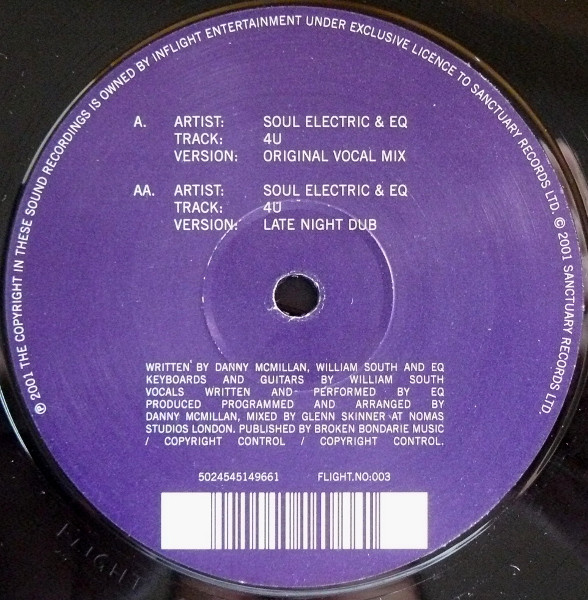 ℗ 2001 THE COPYRIGHT IN THESE SOUND RECORDINGS IS OWNED BY INFLIGHT ENTERTAINMENT UNDER EXCLUSIVE LICENCE TO SANCTUARY RECORDS LTD. © 2001 SANCTUARY RECORDS LTD.
A. ARTIST: SOUL ELECTRIC & EQ
TRACK: 4U
VERSION: ORIGINAL VOCAL MIX
AA. ARTIST: SOUL ELECTRIC & EQ
TRACK: 4U
VERSION: LATE NIGHT DUB
WRITTEN BY DANNY MCMILLAN, WILLIAM SOUTH AND EQ
KEYBOARDS AND GUITARS BY WILLIAM SOUTH
VOCALS WRITTEN AND PERFORMED BY EQ
PRODUCED PROGRAMMED AND ARRANGED BY
DANNY MCMILLAN, MIXED BY GLENN SKINNER AT NOMAS
STUDIOS LONDON. PUBLISHED BY BROKEN BONDARIE MUSIC
/ COPYRIGHT CONTROL / COPYRIGHT CONTROL.
5024545149661 FLIGHT.NO:003
FLIGHT